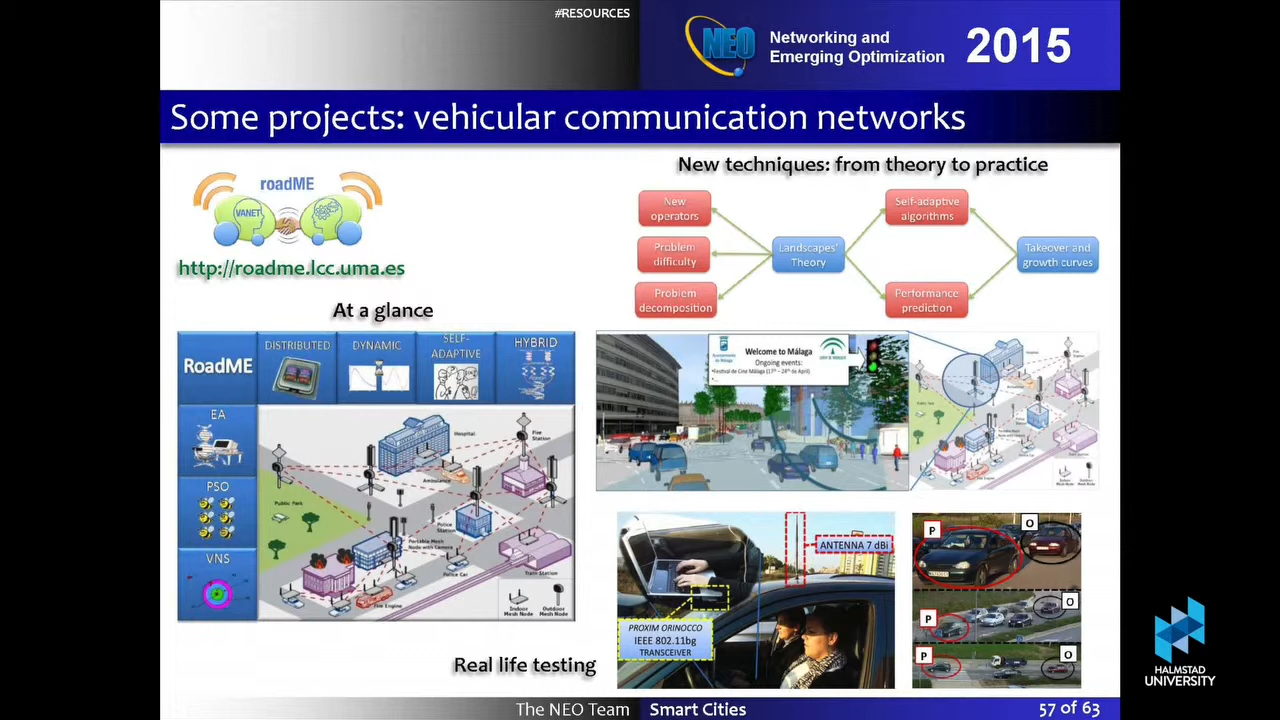 #RESOURCES
NEO
Networking and
Emerging Optimization
2015
Some projects: vehicular communication networks
roadME
VANET
http://roadme.lcc.uma.es
New techniques: from theory to practice
New
operators
Problem
difficulty
Problem
decomposition
Landscapes'
Theory
Self-adaptive
algorithms
Performance
prediction
Takeover and
growth curves
At a glance
RoadME
DISTRIBUTED
DYNAMIC
SELF-
ADAPTIVE
HYBRID
EA
PSO
VNS
Hospital
Fire
Station
Ambulance
Public Park
Police
Station
Portable Mesh
Node with Camera
Police Car
Train Station
Fire Engine
Indoor
Mesh Node
Outdoor
Mesh Node
Welcome to Málaga
Ongoing events:
•Festival de Cine Málaga (17th – 24th de April)
ANTENNA 7 dBi
PROXIM ORINOCCO
IEEE 802.11bg
TRANSCEIVER
P
O
P
O
P
O
Real life testing
The NEO Team
Smart Cities
57 of 63
HALMSTAD
UNIVERSITY